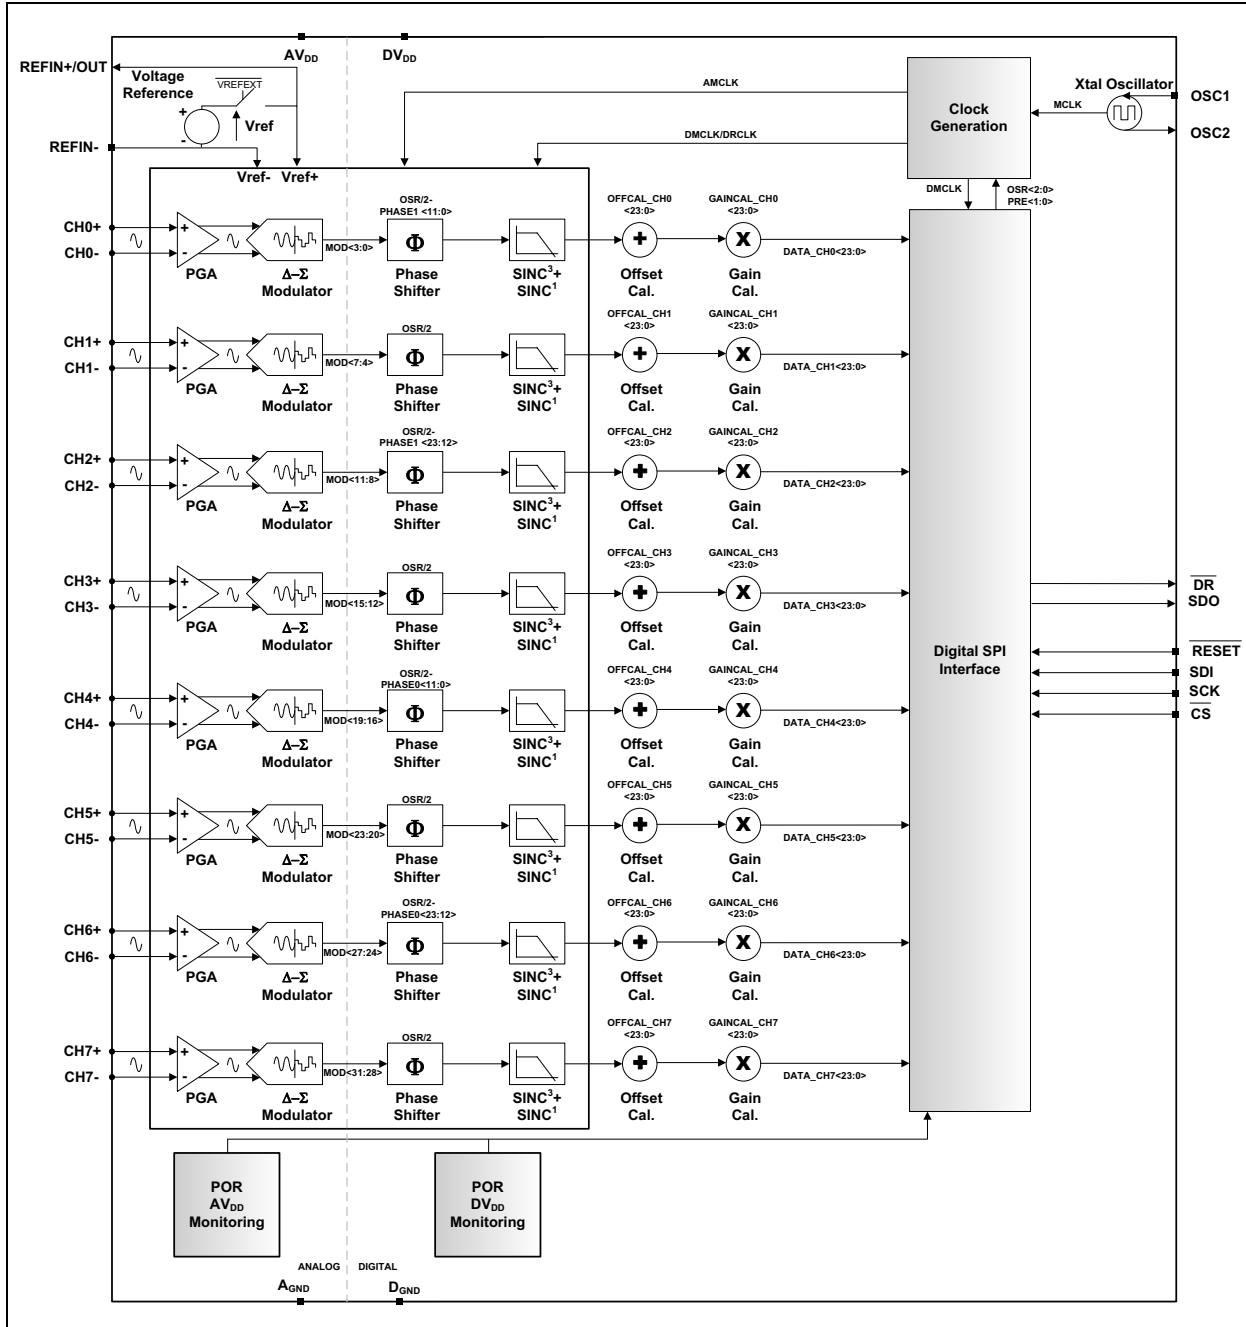 AVDD
DVDD
REFIN+/OUT
Voltage
Reference
VREFEXT
+
-
Vref
REFIN-
Vref- Vref+
AMCLK
DMCLK/DRCLK
Clock
Generation
MCLK
Xtal Oscillator
OSC1
OSC2
DMCLK
OSR<2:0>
PRE<1:0>
CH0+
CH0-
+
-
PGA
Δ–Σ
Modulator
MOD<3:0>
OSR/2-
PHASE1 <11:0>
Φ
Phase
Shifter
SINC3+
SINC1
OFFCAL_CH0
<23:0>
+
Offset
Cal.
GAINCAL_CH0
<23:0>
X
Gain
Cal.
DATA_CH0<23:0>
CH1+
CH1-
+
-
PGA
Δ–Σ
Modulator
MOD<7:4>
OSR/2
Φ
Phase
Shifter
SINC3+
SINC1
OFFCAL_CH1
<23:0>
+
Offset
Cal.
GAINCAL_CH1
<23:0>
X
Gain
Cal.
DATA_CH1<23:0>
CH2+
CH2-
+
-
PGA
Δ–Σ
Modulator
MOD<11:8>
OSR/2-
PHASE1 <23:12>
Φ
Phase
Shifter
SINC3+
SINC1
OFFCAL_CH2
<23:0>
+
Offset
Cal.
GAINCAL_CH2
<23:0>
X
Gain
Cal.
DATA_CH2<23:0>
CH3+
CH3-
+
-
PGA
Δ–Σ
Modulator
MOD<15:12>
OSR/2
Φ
Phase
Shifter
SINC3+
SINC1
OFFCAL_CH3
<23:0>
+
Offset
Cal.
GAINCAL_CH3
<23:0>
X
Gain
Cal.
DATA_CH3<23:0>
CH4+
CH4-
+
-
PGA
Δ–Σ
Modulator
MOD<19:16>
OSR/2-
PHASE0<11:0>
Φ
Phase
Shifter
SINC3+
SINC1
OFFCAL_CH4
<23:0>
+
Offset
Cal.
GAINCAL_CH4
<23:0>
X
Gain
Cal.
DATA_CH4<23:0>
CH5+
CH5-
+
-
PGA
Δ–Σ
Modulator
MOD<23:20>
OSR/2
Φ
Phase
Shifter
SINC3+
SINC1
OFFCAL_CH5
<23:0>
+
Offset
Cal.
GAINCAL_CH5
<23:0>
X
Gain
Cal.
DATA_CH5<23:0>
CH6+
CH6-
+
-
PGA
Δ–Σ
Modulator
MOD<27:24>
OSR/2-
PHASE0<23:12>
Φ
Phase
Shifter
SINC3+
SINC1
OFFCAL_CH6
<23:0>
+
Offset
Cal.
GAINCAL_CH6
<23:0>
X
Gain
Cal.
DATA_CH6<23:0>
CH7+
CH7-
+
-
PGA
Δ–Σ
Modulator
MOD<31:28>
OSR/2
Φ
Phase
Shifter
SINC3+
SINC1
OFFCAL_CH7
<23:0>
+
Offset
Cal.
GAINCAL_CH7
<23:0>
X
Gain
Cal.
DATA_CH7<23:0>
Digital SPI
Interface
DR
SDO
RESET
SDI
SCK
CS
POR
AVDD
Monitoring
POR
DVDD
Monitoring
ANALOG
DIGITAL
AGND
DGND